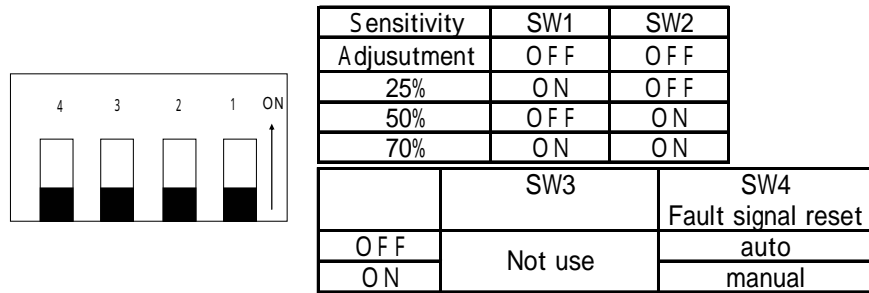 4 3 2 1 ON
Sensitivity SW1 SW2
Adjusutment OFF OFF
25% ON OFF
50% OFF ON
70% ON ON
SW3 SW4
Fault signal reset
OFF Not use auto
ON manual